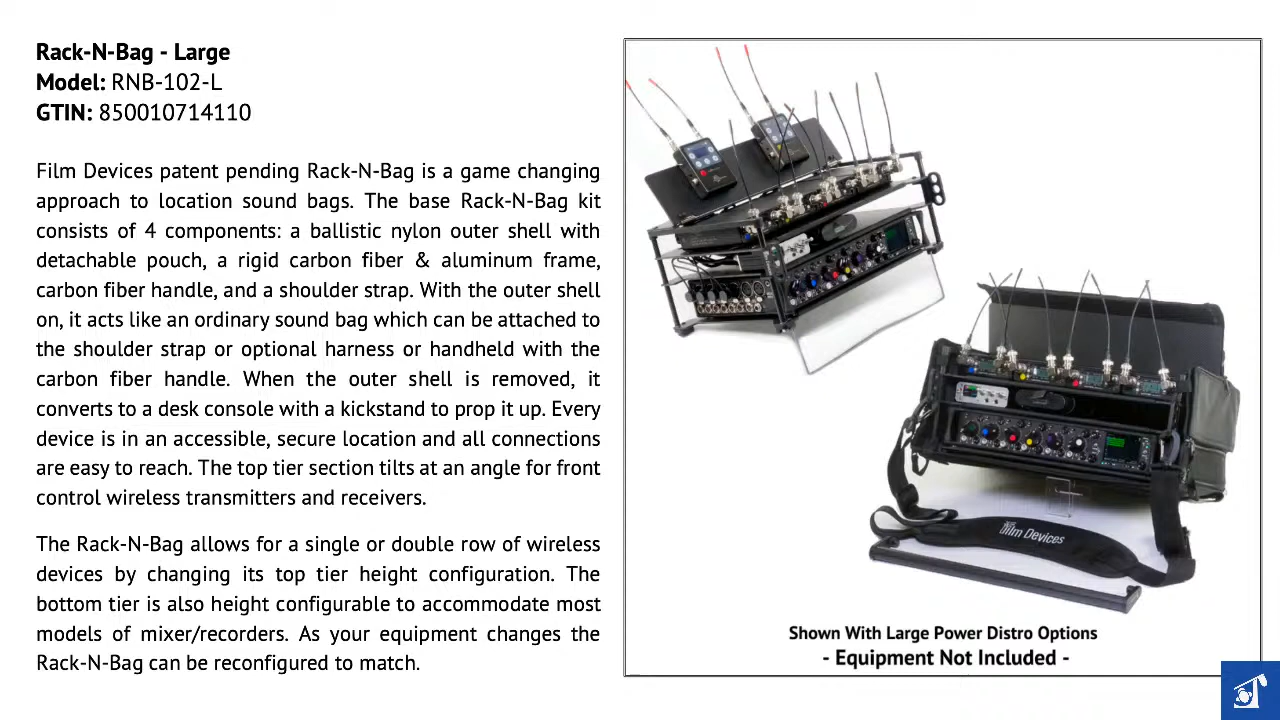 Rack-N-Bag - Large
Model: RNB-102-L
GTIN: 850010714110
Film Devices patent pending Rack-N-Bag is a game changing
approach to location sound bags. The base Rack-N-Bag kit
consists of 4 components: a ballistic nylon outer shell with
detachable pouch, a rigid carbon fiber & aluminum frame,
carbon fiber handle, and a shoulder strap. With the outer shell
on, it acts like an ordinary sound bag which can be attached to
the shoulder strap or optional harness or handheld with the
carbon fiber handle. When the outer shell is removed, it
converts to a desk console with a kickstand to prop it up. Every
device is in an accessible, secure location and all connections
are easy to reach. The top tier section tilts at an angle for front
control wireless transmitters and receivers.
The Rack-N-Bag allows for a single or double row of wireless
devices by changing its top tier height configuration. The
bottom tier is also height configurable to accommodate most
models of mixer/recorders. As your equipment changes the
Rack-N-Bag can be reconfigured to match.
film Devices
Shown With Large Power Distro Options
- Equipment Not Included -